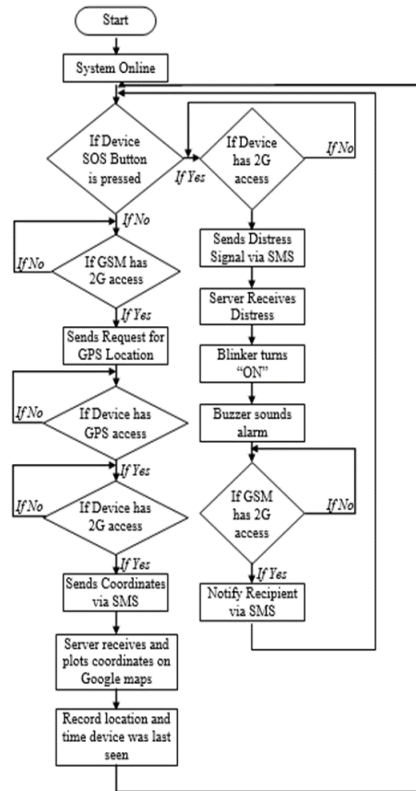 Start
System Online
If Device
SOS Button
is pressed
If Yes
If Device
has 2G
access
If No
If No
If GSM has
2G access
If No
If Yes
Sends Request for
GPS Location
If Device has
GPS access
If No
If Yes
If Device has
2G access
If No
If Yes
Sends Coordinates
via SMS
Server receives and
plots coordinates on
Google maps
Record location and
time device was last
seen
Sends Distress
Signal via SMS
Server Receives
Distress
Blinker turns
“ON”
Buzzer sounds
alarm
If GSM
has 2G
access
If No
If Yes
Notify Recipient
via SMS